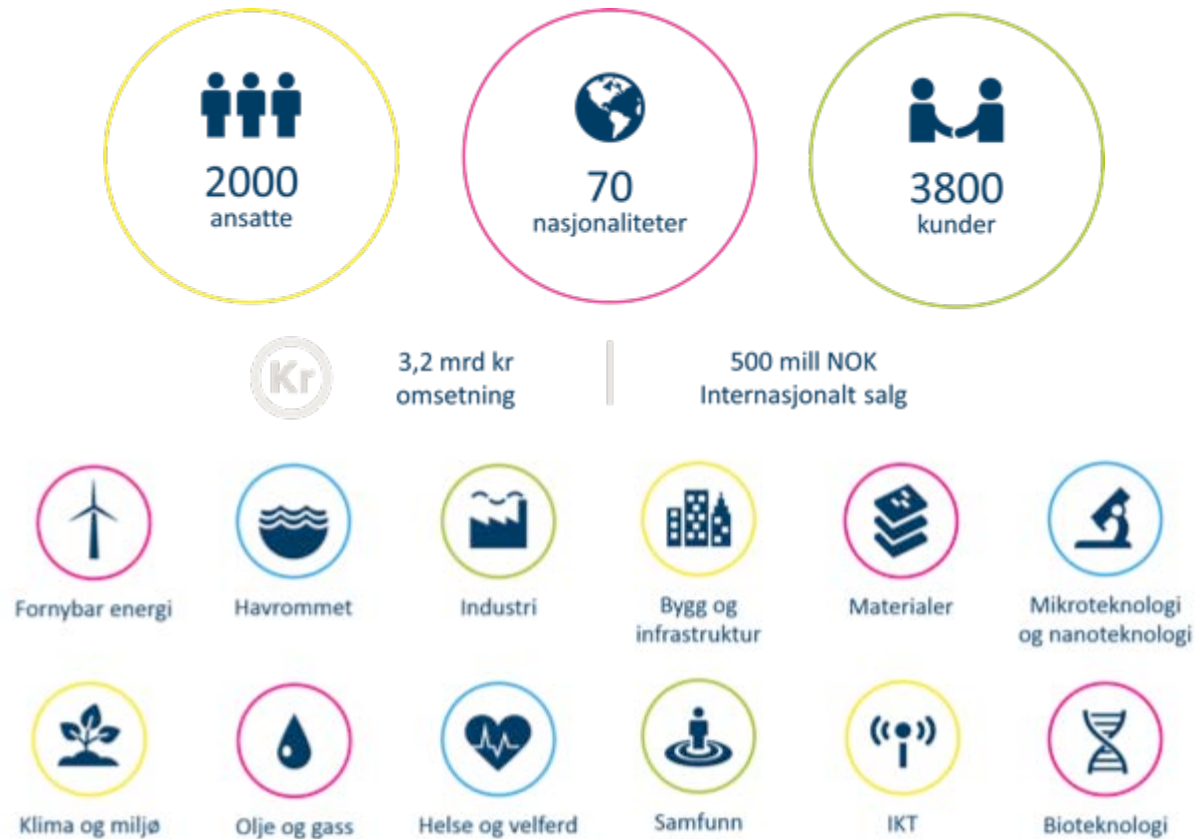 2000
ansatte
70
nasjonaliteter
3800
kunder
Kr
3,2 mrd kr
omsetning
500 mill NOK
Internasjonalt salg
Fornybar energi
Havrommet
Industri
Bygg og
infrastruktur
Materialer
Mikroteknologi
og nanoteknologi
Klima og miljø
Olje og gass
Helse og velferd
Samfunn
IKT
Bioteknologi